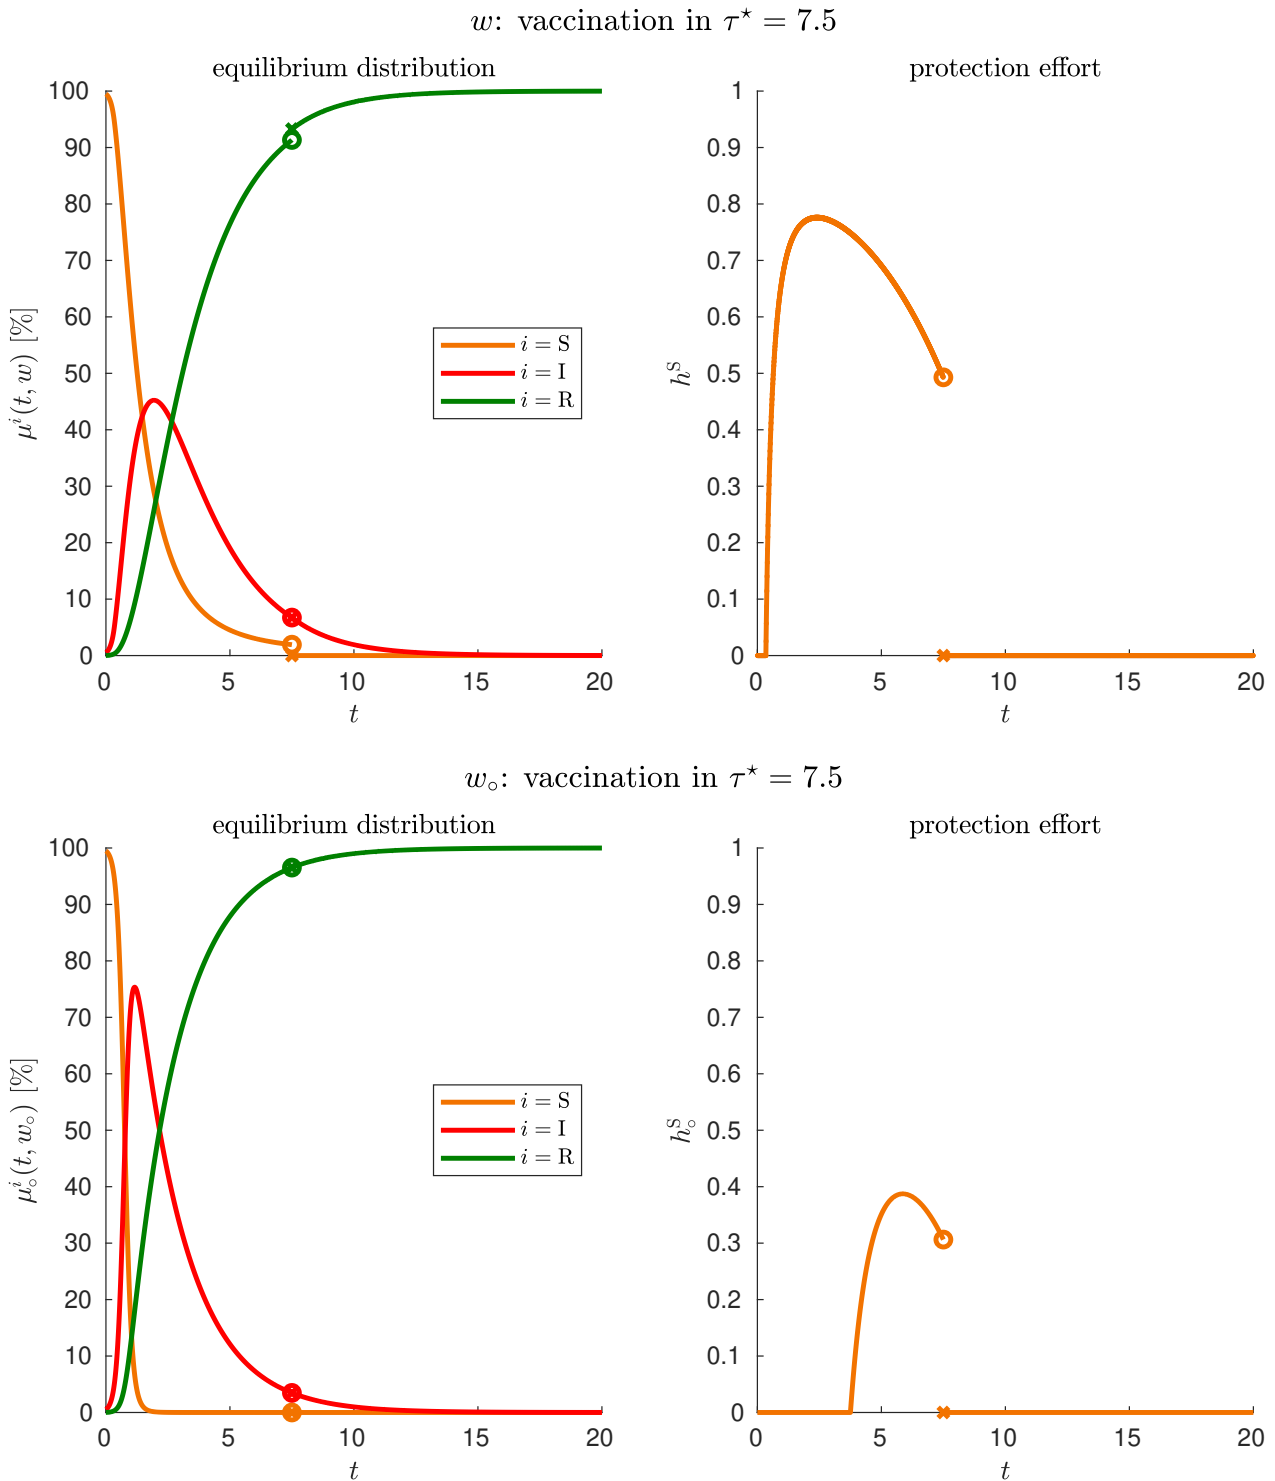 w: vaccination in τ⋆ = 7.5
equilibrium distribution
100
90
80
70
60
50
40
30
20
10
0
μⁱ(t, w) [%]
i = S
i = I
i = R
0 5 10 15 20
t
protection effort
1
0.9
0.8
0.7
0.6
0.5
0.4
0.3
0.2
0.1
0
hˢ
0 5 10 15 20
t
w∘: vaccination in τ⋆ = 7.5
equilibrium distribution
100
90
80
70
60
50
40
30
20
10
0
μ∘ⁱ(t, w∘) [%]
i = S
i = I
i = R
0 5 10 15 20
t
protection effort
1
0.9
0.8
0.7
0.6
0.5
0.4
0.3
0.2
0.1
0
h∘ˢ
0 5 10 15 20
t